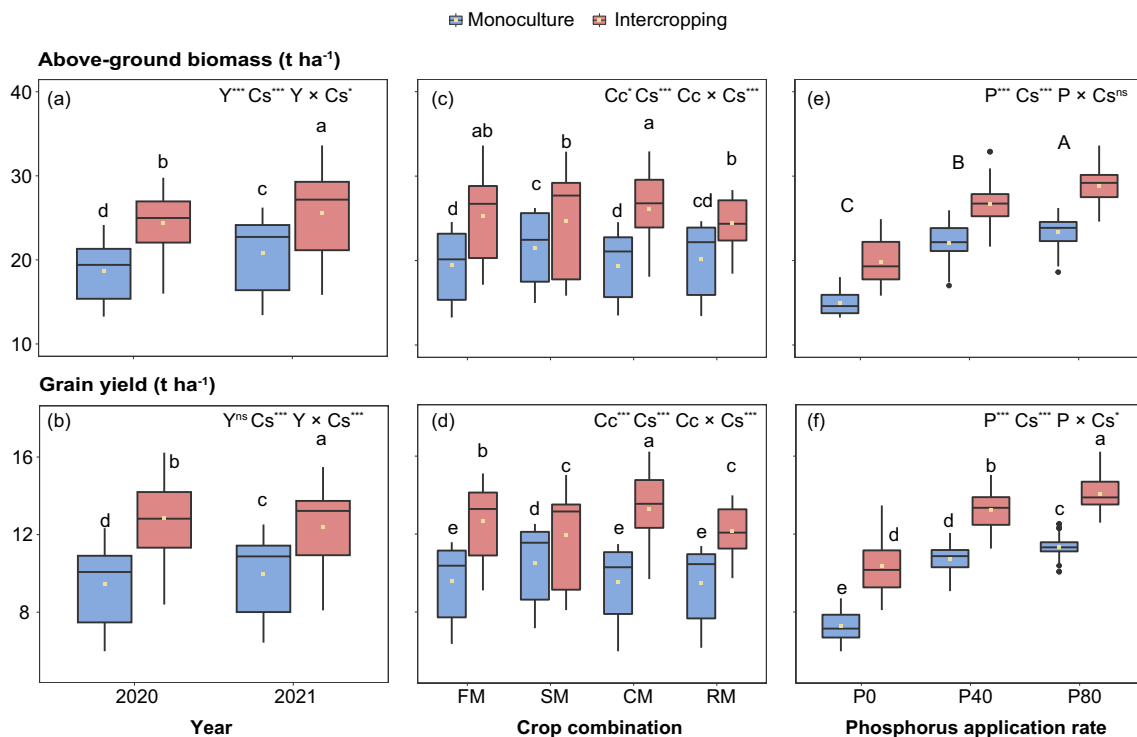 Monoculture Intercropping
Above-ground biomass (t ha⁻¹)
(a) Y*** Cs*** Y × Cs*
40
30
20
10
d b c a
(c) Cc* Cs*** Cc × Cs***
d ab c b d a cd b
(e) P*** Cs*** P × Csⁿˢ
C B A
Grain yield (t ha⁻¹)
(b) Yⁿˢ Cs*** Y × Cs***
16
12
8
d b c a
2020 2021
Year
(d) Cc*** Cs*** Cc × Cs***
e b d c e a e c
FM SM CM RM
Crop combination
(f) P*** Cs*** P × Cs*
e d d b c a
P0 P40 P80
Phosphorus application rate